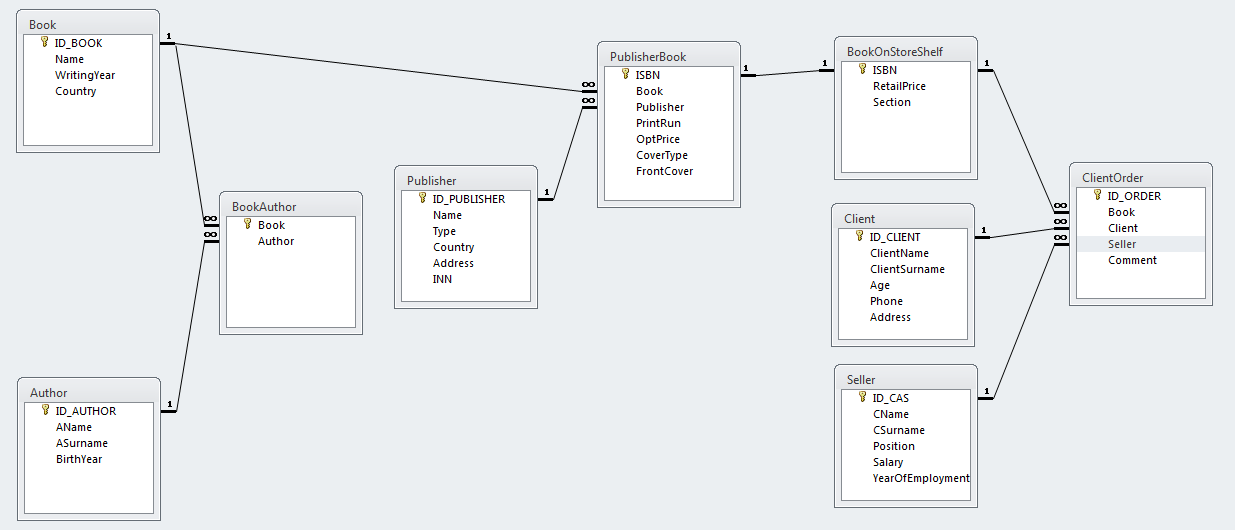 Book
ID_BOOK
Name
WritingYear
Country
1
BookAuthor
Book
Author
∞
∞
Author
ID_AUTHOR
AName
ASurname
BirthYear
1
Publisher
ID_PUBLISHER
Name
Type
Country
Address
INN
1
PublisherBook
ISBN
Book
Publisher
PrintRun
OptPrice
CoverType
FrontCover
∞
∞
1
1
BookOnStoreShelf
ISBN
RetailPrice
Section
1
Client
ID_CLIENT
ClientName
ClientSurname
Age
Phone
Address
1
Seller
ID_CAS
CName
CSurname
Position
Salary
YearOfEmployment
1
ClientOrder
ID_ORDER
Book
Client
Seller
Comment
∞
∞
∞